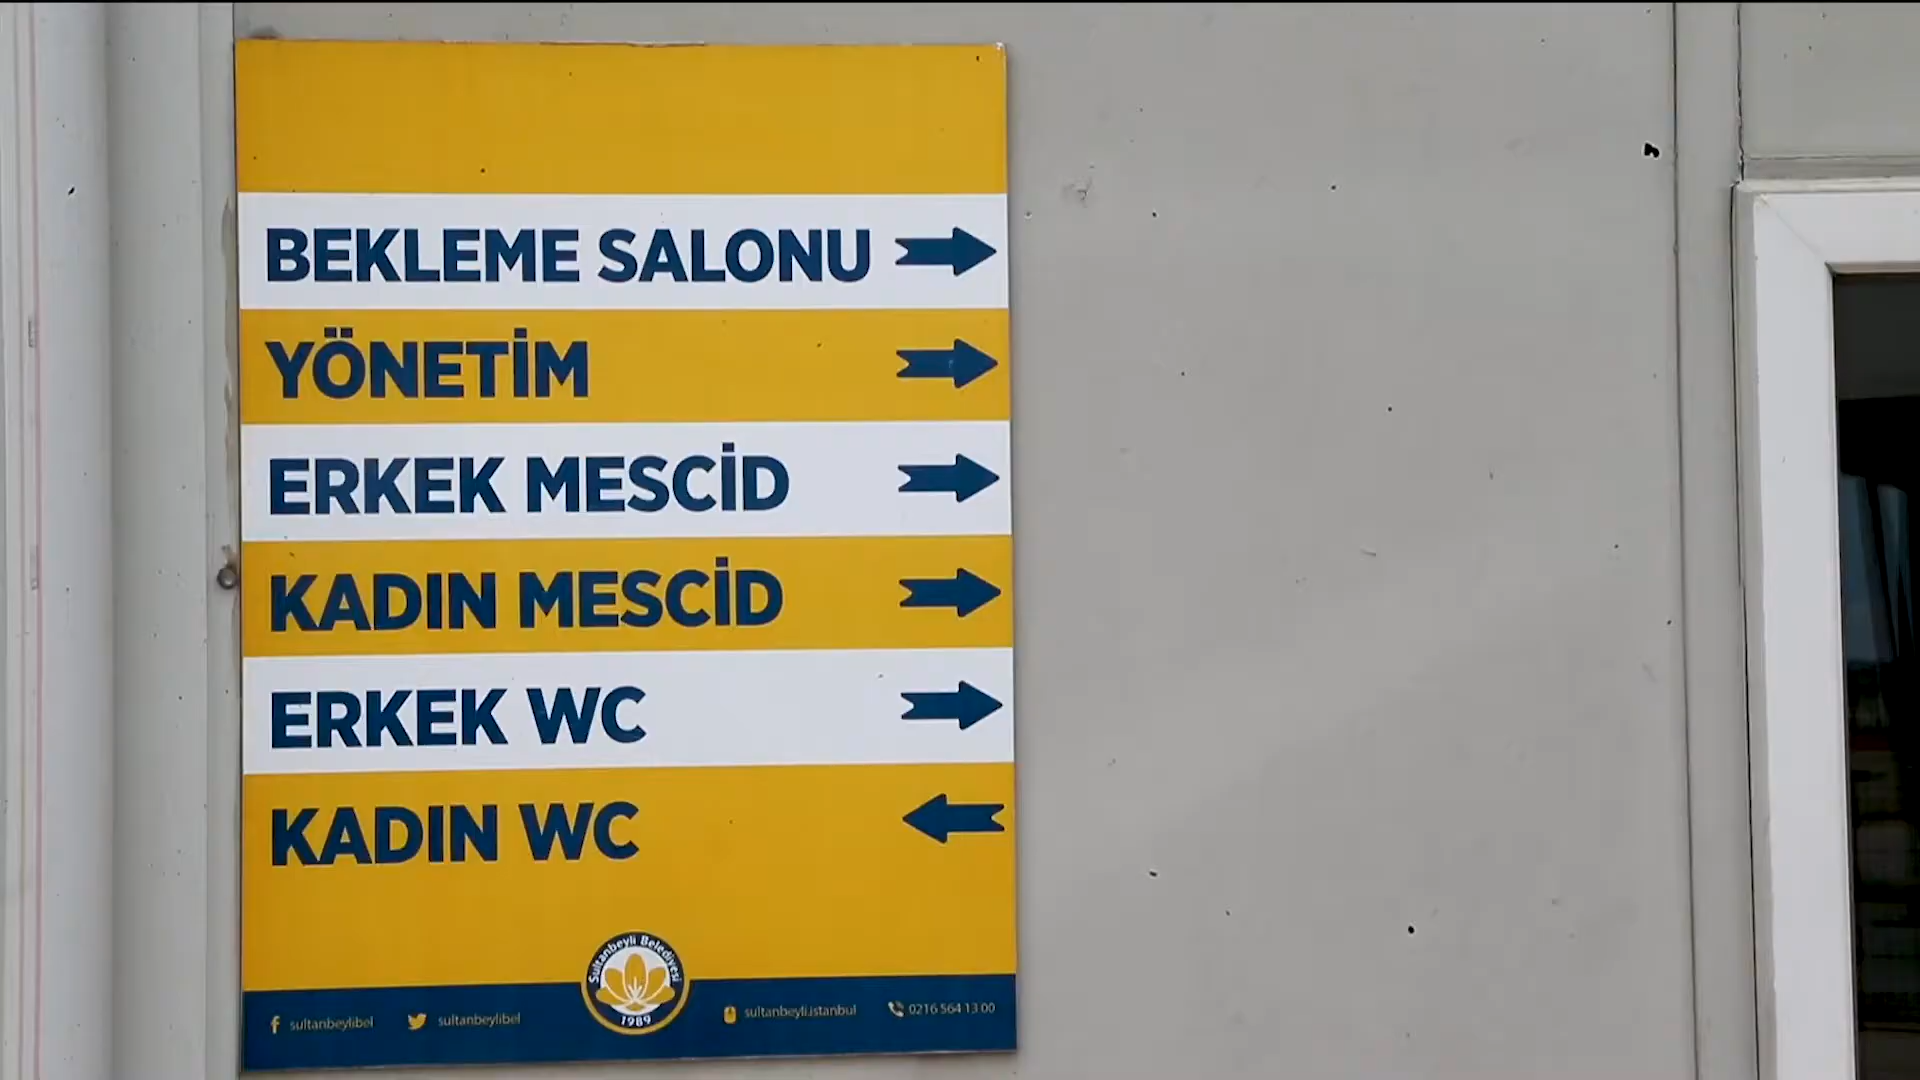 BEKLEME SALONU
YÖNETİM
ERKEK MESCİD
KADIN MESCİD
ERKEK WC
KADIN WC
Sultanbeyli Belediyesi
1989
sultanbeylibel
sultanbeylibel
sultanbeyli.istanbul
0216 564 13 00